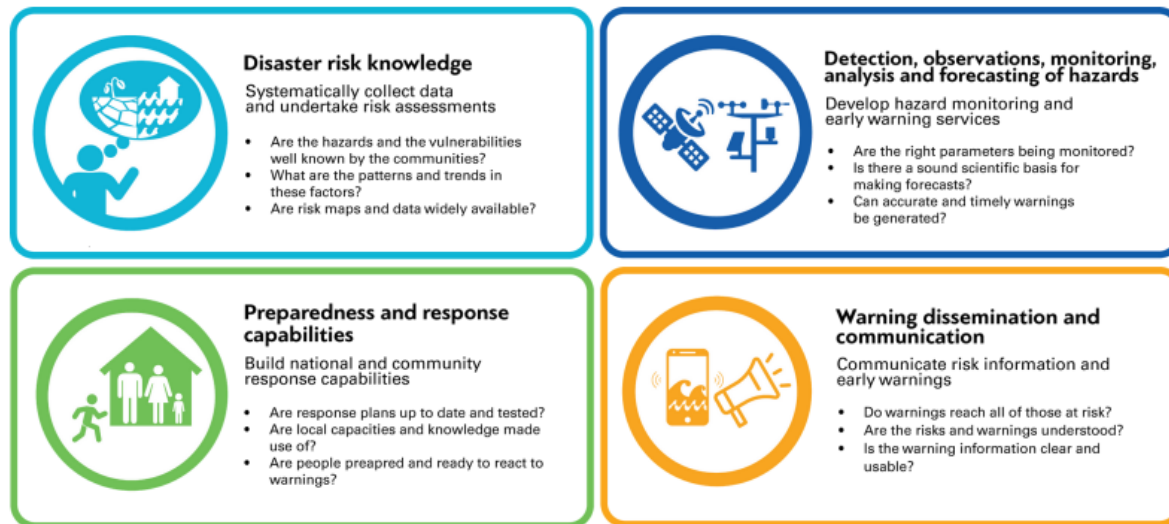 Disaster risk knowledge
Systematically collect data
and undertake risk assessments
• Are the hazards and the vulnerabilities
well known by the communities?
• What are the patterns and trends in
these factors?
• Are risk maps and data widely available?
Detection, observations, monitoring,
analysis and forecasting of hazards
Develop hazard monitoring and
early warning services
• Are the right parameters being monitored?
• Is there a sound scientific basis for
making forecasts?
• Can accurate and timely warnings
be generated?
Preparedness and response
capabilities
Build national and community
response capabilities
• Are response plans up to date and tested?
• Are local capacities and knowledge made
use of?
• Are people preapred and ready to react to
warnings?
Warning dissemination and
communication
Communicate risk information and
early warnings
• Do warnings reach all of those at risk?
• Are the risks and warnings understood?
• Is the warning information clear and
usable?